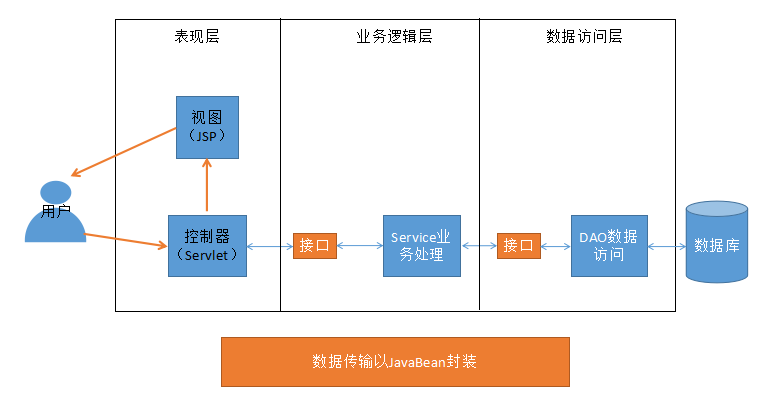 表现层
业务逻辑层
数据访问层
视图
（JSP）
用户
控制器
（Servlet）
接口
Service业
务处理
接口
DAO数据
访问
数据库
数据传输以JavaBean封装